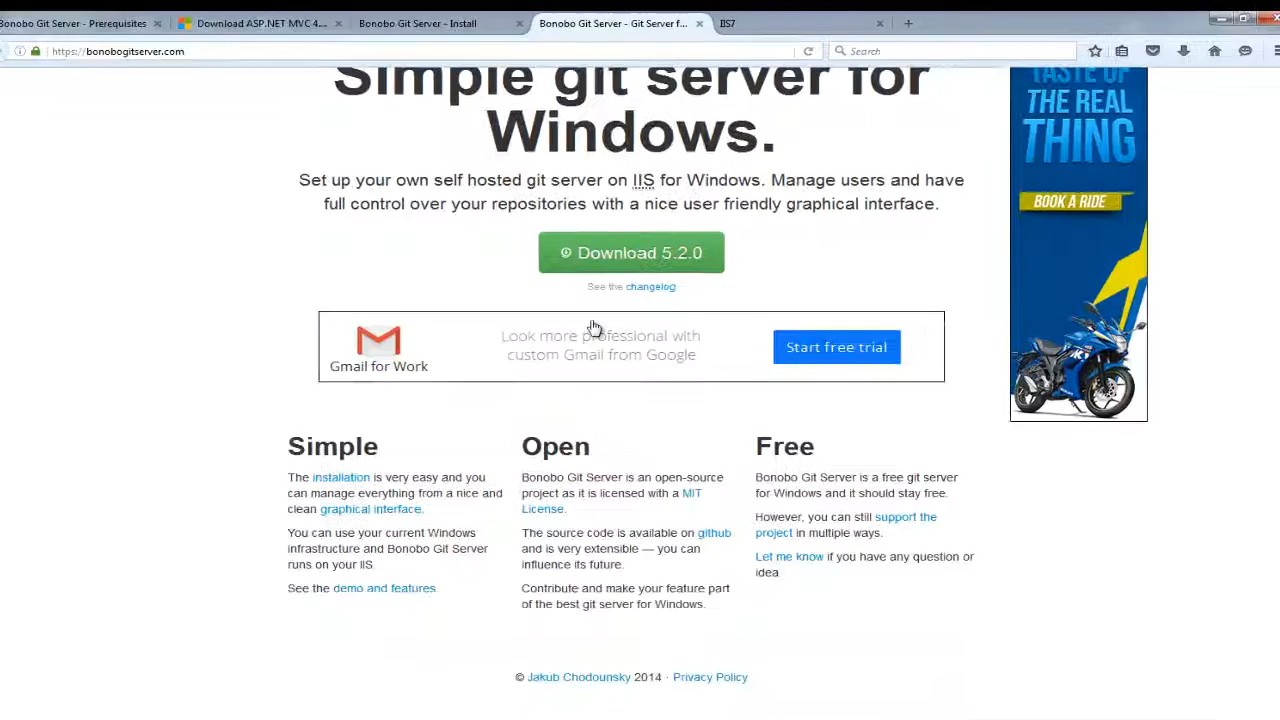 Bonobo Git Server - Prerequisites
Download ASP.NET MVC 4....
Bonobo Git Server - Install
Bonobo Git Server - Git Server f...
IIS7
https://bonobogitserver.com
Search
Simple git server for
Windows.
Set up your own self hosted git server on IIS for Windows. Manage users and have
full control over your repositories with a nice user friendly graphical interface.
Download 5.2.0
See the changelog
Gmail for Work
Look more professional with
custom Gmail from Google
Start free trial
TASTE OF
THE REAL
THING
BOOK A RIDE
Simple
The installation is very easy and you
can manage everything from a nice and
clean graphical interface.
You can use your current Windows
infrastructure and Bonobo Git Server
runs on your IIS.
See the demo and features.
Open
Bonobo Git Server is an open-source
project as it is licensed with a MIT
License.
The source code is available on github
and is very extensible — you can
influence its future.
Contribute and make your feature part
of the best git server for Windows.
Free
Bonobo Git Server is a free git server
for Windows and it should stay free.
However, you can still support the
project in multiple ways.
Let me know if you have any question or
idea.
© Jakub Chodounsky 2014 · Privacy Policy